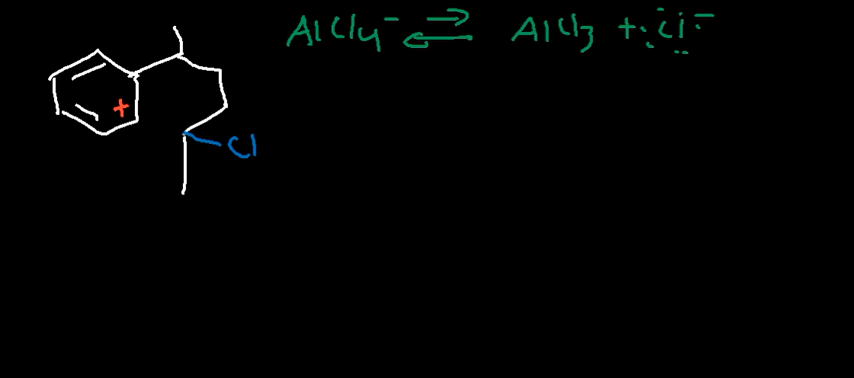 AlCl4⁻ ⇌ AlCl3 + :Cl:⁻
+
Cl